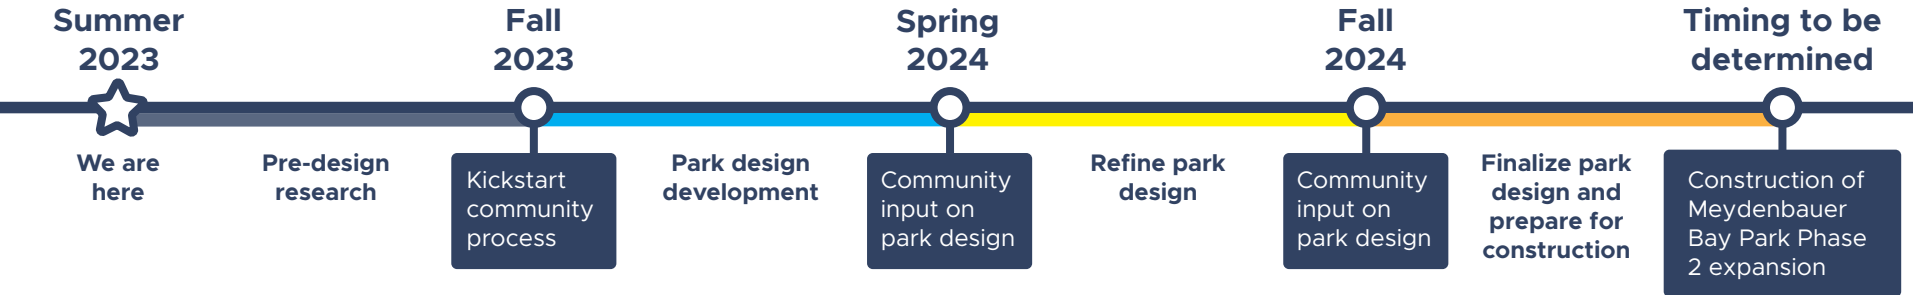 Summer
2023
Fall
2023
Spring
2024
Fall
2024
Timing to be
determined
We are
here
Pre-design
research
Kickstart
community
process
Park design
development
Community
input on
park design
Refine park
design
Community
input on
park design
Finalize park
design and
prepare for
construction
Construction of
Meydenbauer
Bay Park Phase
2 expansion